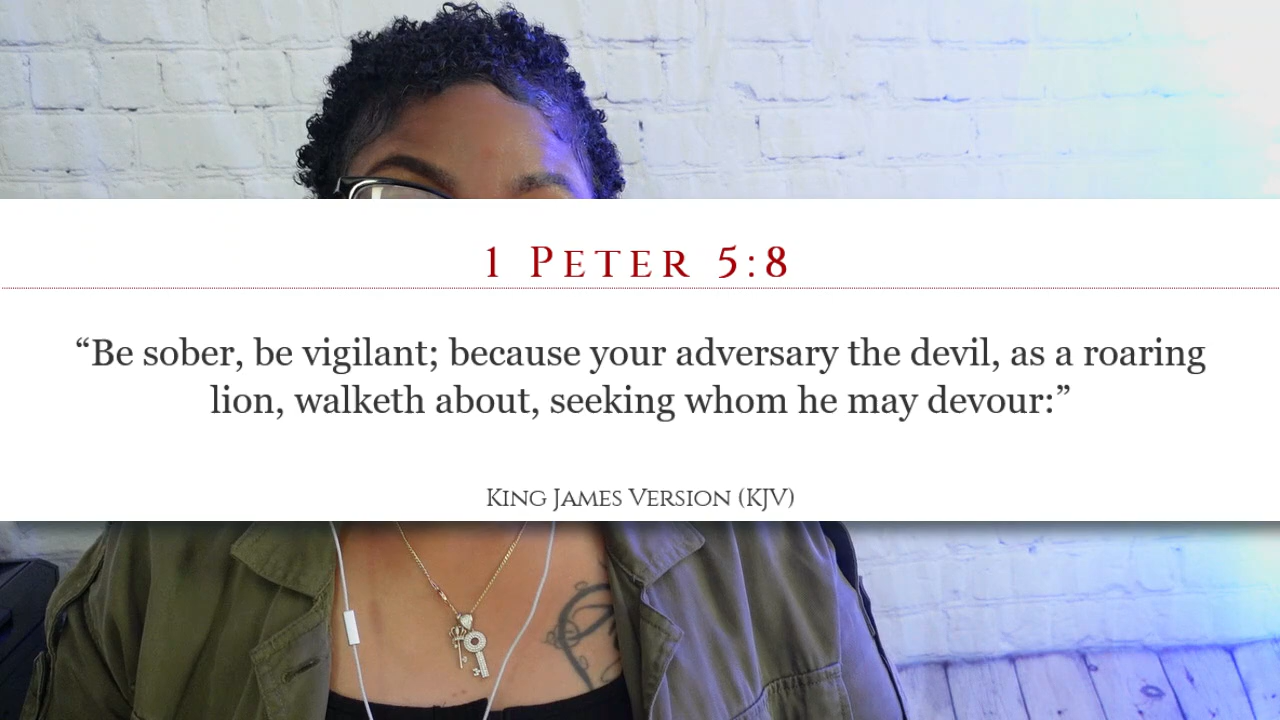 1 Peter 5:8
“Be sober, be vigilant; because your adversary the devil, as a roaring
lion, walketh about, seeking whom he may devour:”
King James Version (KJV)